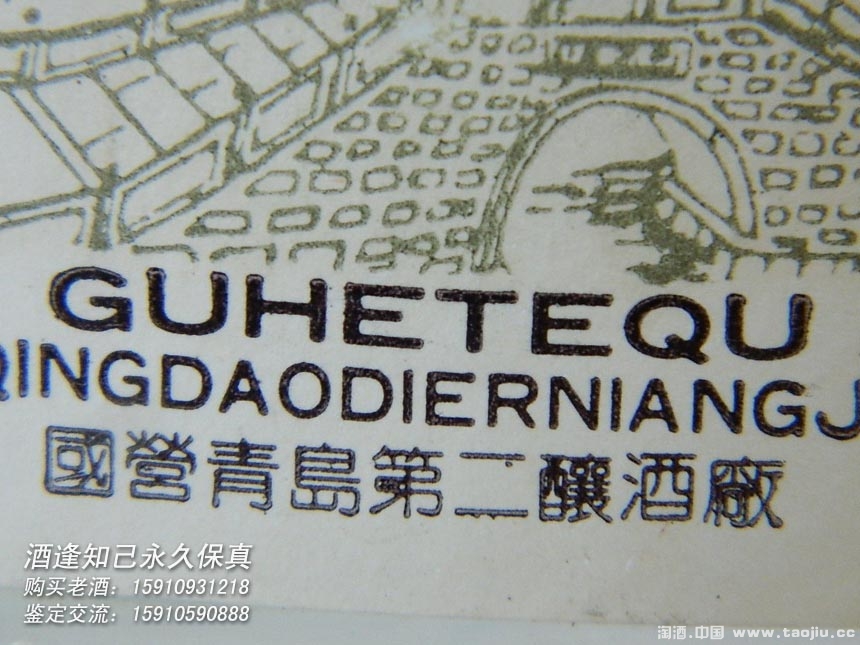 GUHETEQU
QINGDAODIERNIANGJ
國營青島第二釀酒廠
酒逢知己永久保真
购买老酒：15910931218
鉴定交流：15910590888
淘酒.中国 www.taojiu.cc